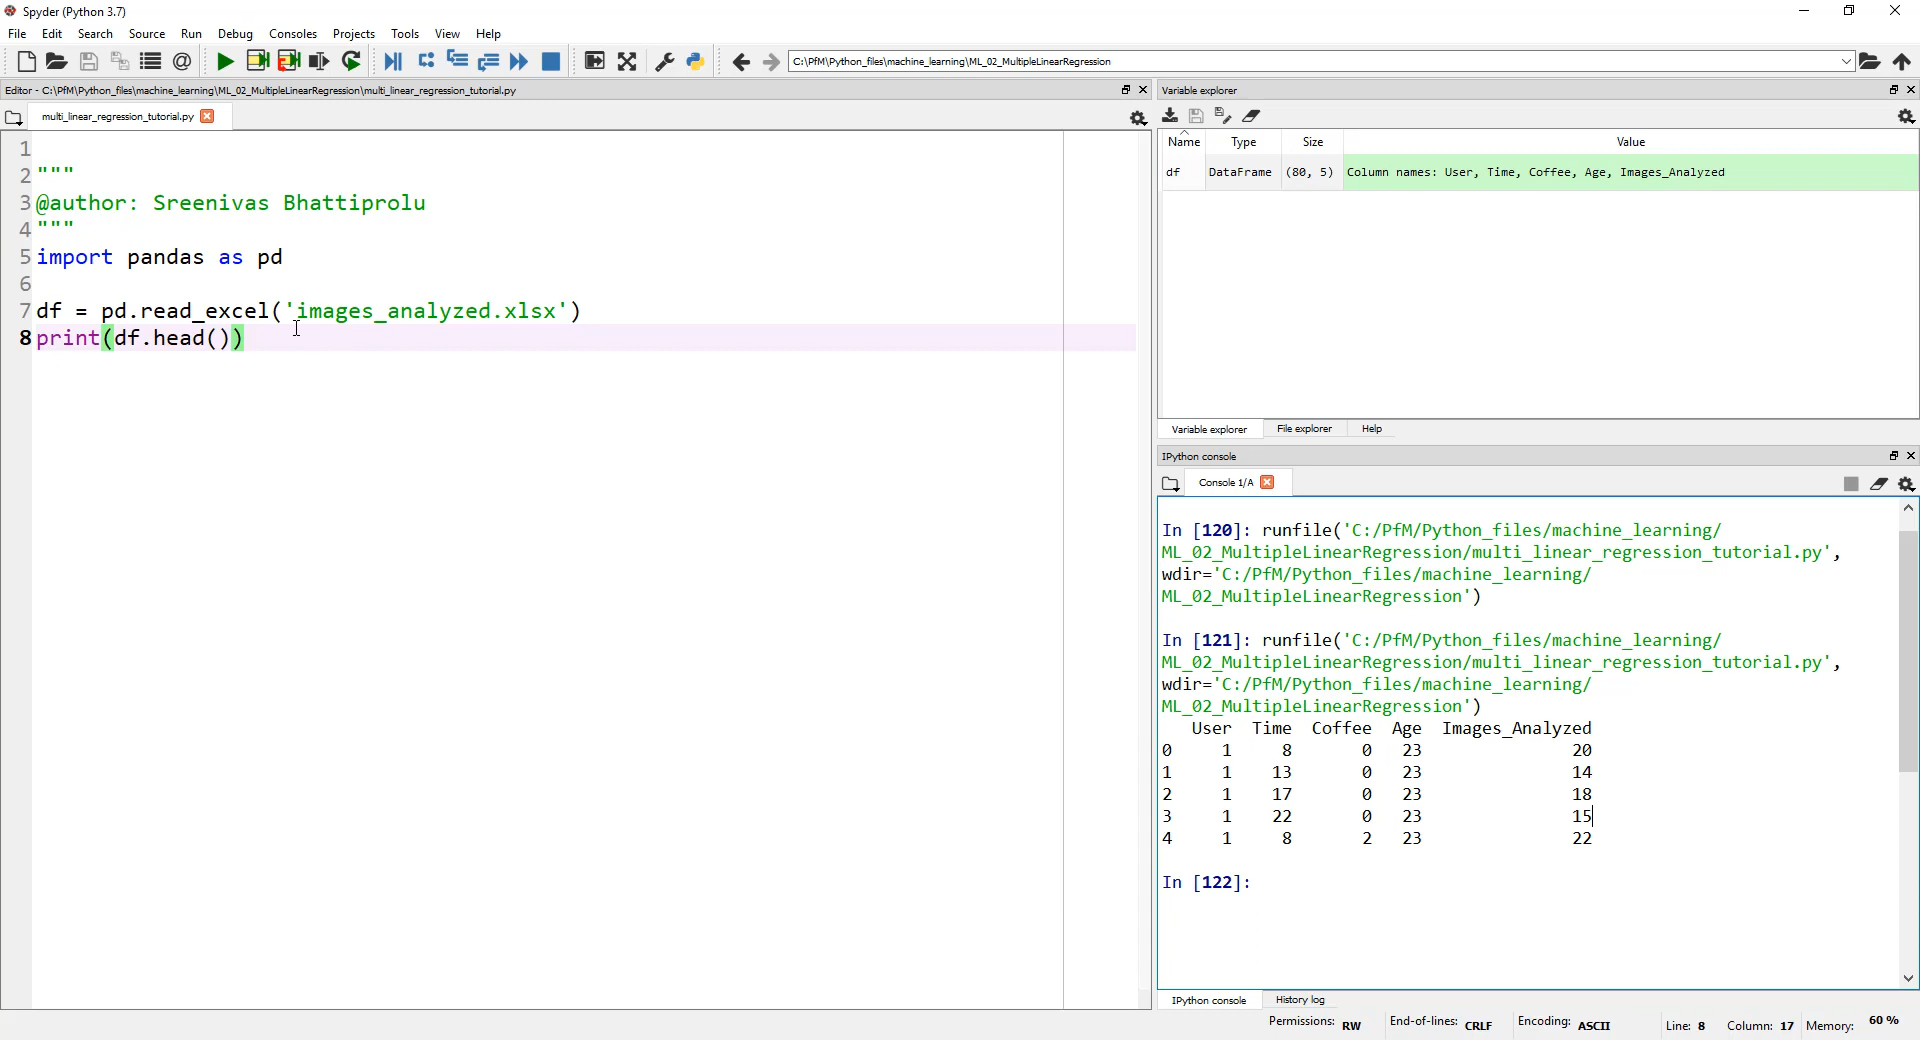 Spyder (Python 3.7)
File Edit Search Source Run Debug Consoles Projects Tools View Help
C:\PfM\Python_files\machine_learning\ML_02_MultipleLinearRegression
Editor - C:\PfM\Python_files\machine_learning\ML_02_MultipleLinearRegression\multi_linear_regression_tutorial.py
multi_linear_regression_tutorial.py
1
2 """
3 @author: Sreenivas Bhattiprolu
4 """
5 import pandas as pd
6
7 df = pd.read_excel('images_analyzed.xlsx')
8 print(df.head())
Variable explorer
Name Type Size Value
df DataFrame (80, 5) Column names: User, Time, Coffee, Age, Images_Analyzed
Variable explorer File explorer Help
IPython console
Console 1/A
In [120]: runfile('C:/PfM/Python_files/machine_learning/
ML_02_MultipleLinearRegression/multi_linear_regression_tutorial.py',
wdir='C:/PfM/Python_files/machine_learning/
ML_02_MultipleLinearRegression')
In [121]: runfile('C:/PfM/Python_files/machine_learning/
ML_02_MultipleLinearRegression/multi_linear_regression_tutorial.py',
wdir='C:/PfM/Python_files/machine_learning/
ML_02_MultipleLinearRegression')
User Time Coffee Age Images_Analyzed
0 1 8 0 23 20
1 1 13 0 23 14
2 1 17 0 23 18
3 1 22 0 23 15
4 1 8 2 23 22
In [122]:
IPython console History log
Permissions: RW End-of-lines: CRLF Encoding: ASCII Line: 8 Column: 17 Memory: 60 %